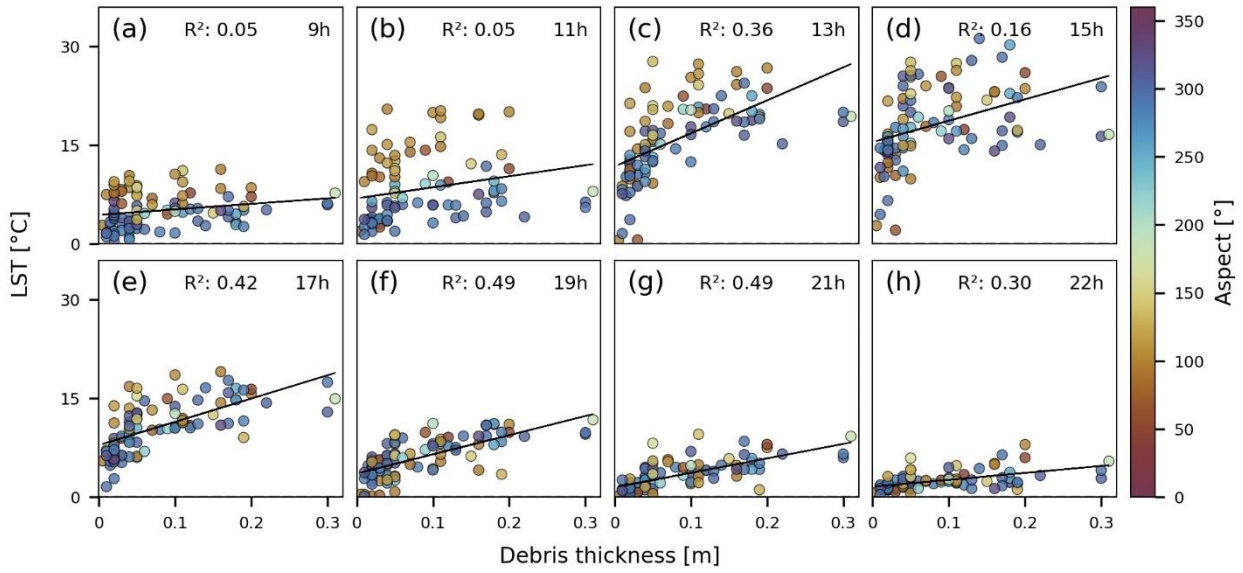 (a) R²: 0.05 9h
(b) R²: 0.05 11h
(c) R²: 0.36 13h
(d) R²: 0.16 15h
30
15
0
(e) R²: 0.42 17h
(f) R²: 0.49 19h
(g) R²: 0.49 21h
(h) R²: 0.30 22h
30
15
0
0 0.1 0.2 0.3
0 0.1 0.2 0.3
0 0.1 0.2 0.3
0 0.1 0.2 0.3
LST [°C]
Debris thickness [m]
350
300
250
200
150
100
50
0
Aspect [°]